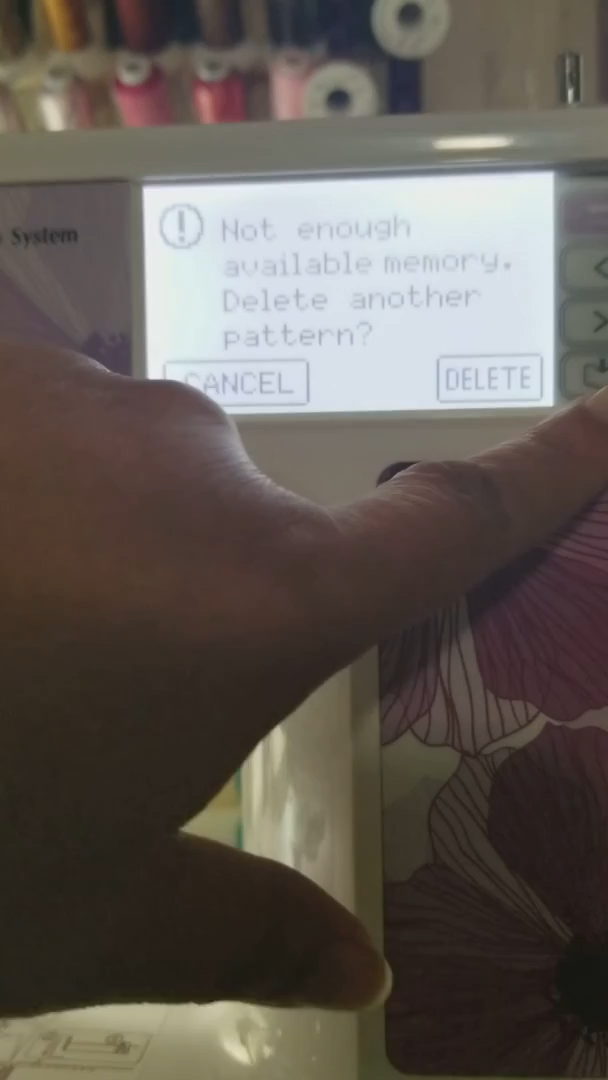 System
Not enough
available memory.
Delete another
pattern?
CANCEL
DELETE